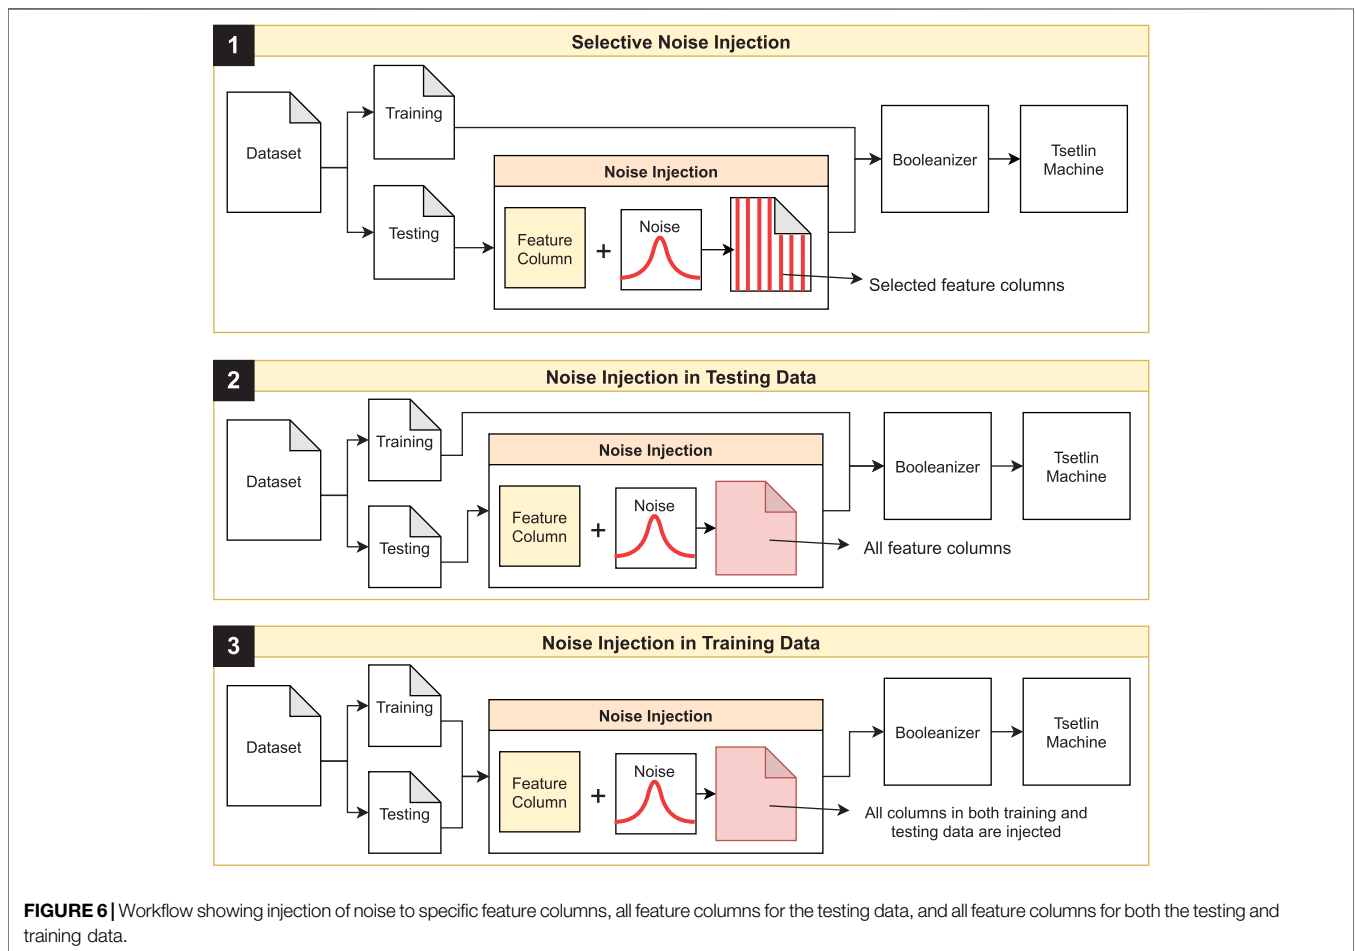 1
Selective Noise Injection
Dataset
Training
Testing
Noise Injection
Feature
Column
+
Noise
Selected feature columns
Booleanizer
Tsetlin
Machine
2
Noise Injection in Testing Data
Dataset
Training
Testing
Noise Injection
Feature
Column
+
Noise
All feature columns
Booleanizer
Tsetlin
Machine
3
Noise Injection in Training Data
Dataset
Training
Testing
Noise Injection
Feature
Column
+
Noise
All columns in both training and
testing data are injected
Booleanizer
Tsetlin
Machine
FIGURE 6 | Workflow showing injection of noise to specific feature columns, all feature columns for the testing data, and all feature columns for both the testing and
training data.